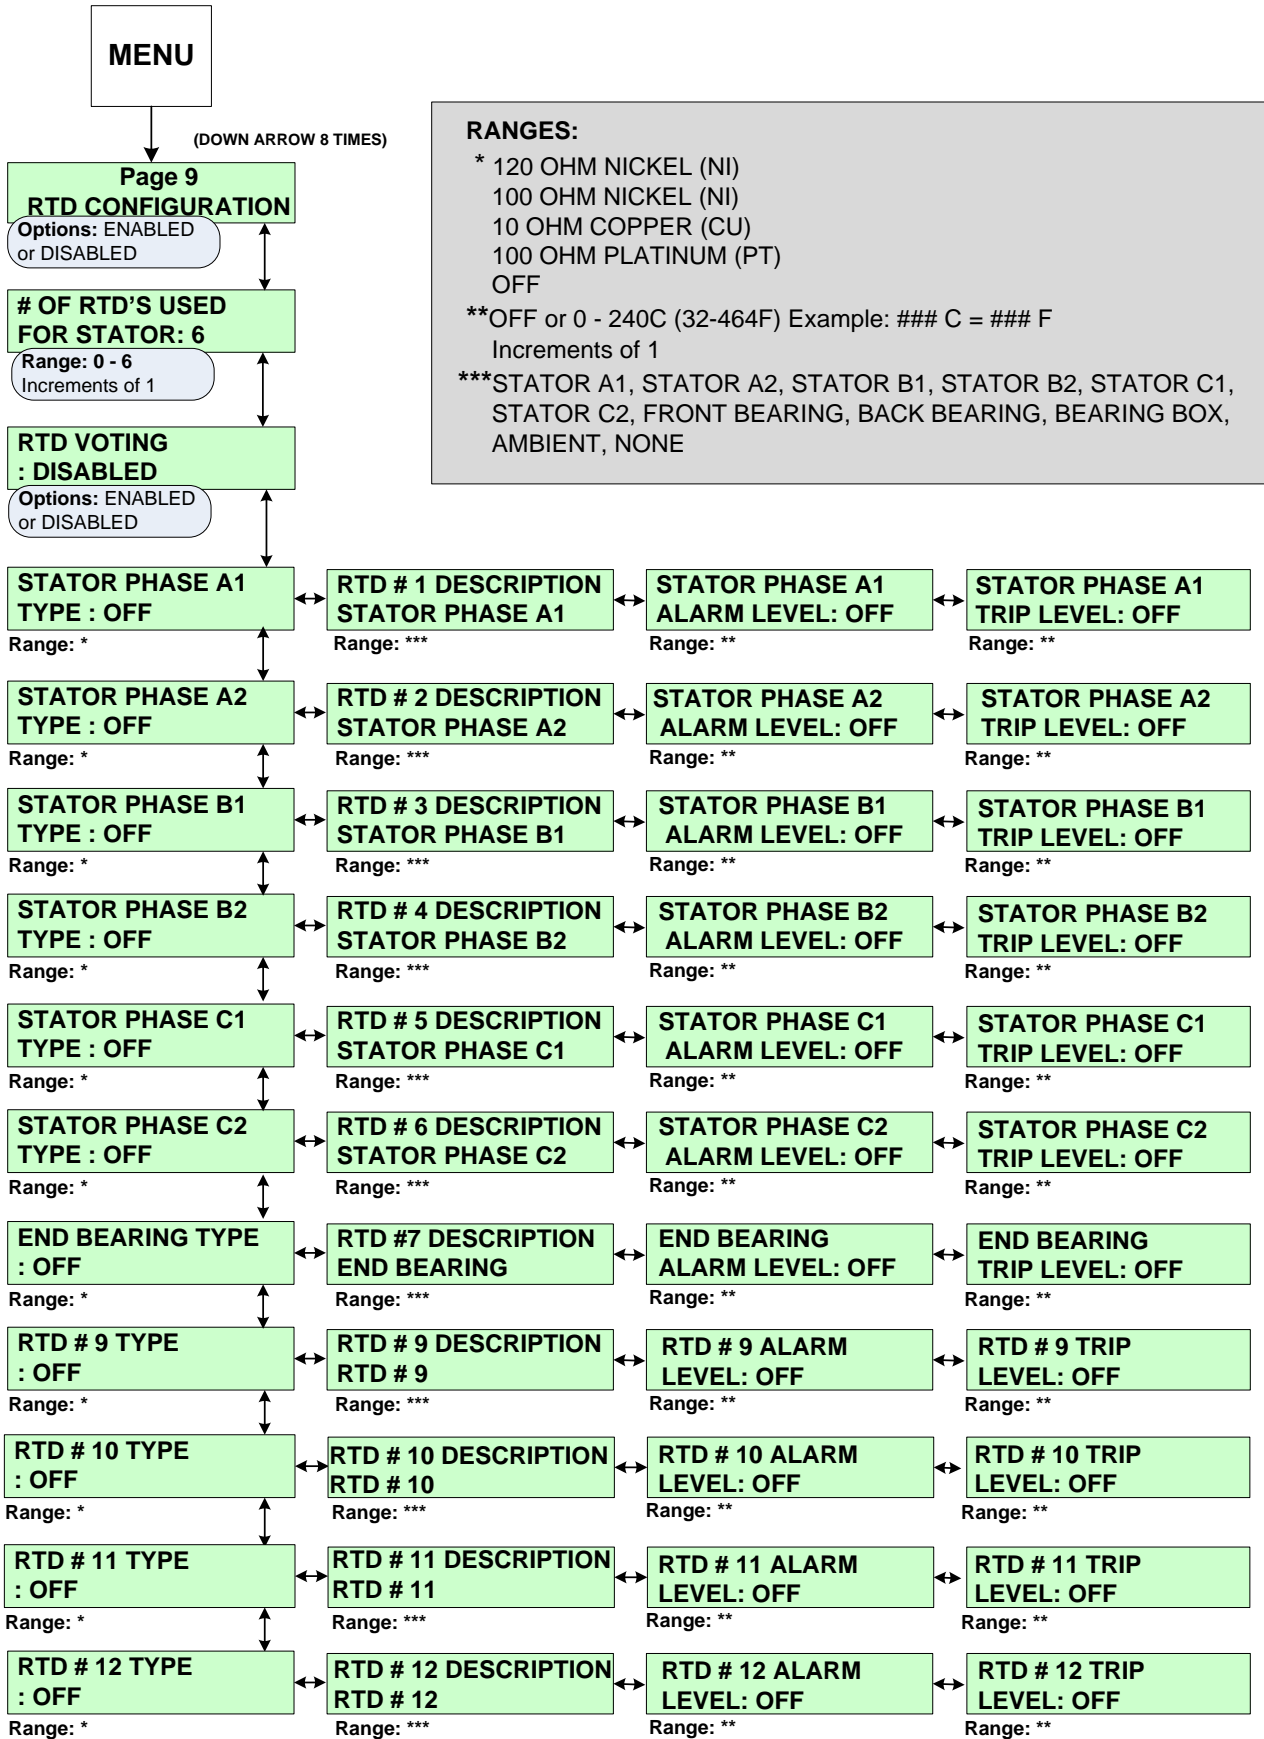 MENU
(DOWN ARROW 8 TIMES)
Page 9
RTD CONFIGURATION
Options: ENABLED
or DISABLED
# OF RTD'S USED
FOR STATOR: 6
Range: 0 - 6
Increments of 1
RTD VOTING
: DISABLED
Options: ENABLED
or DISABLED
RANGES:
* 120 OHM NICKEL (NI)
100 OHM NICKEL (NI)
10 OHM COPPER (CU)
100 OHM PLATINUM (PT)
OFF
**OFF or 0 - 240C (32-464F) Example: ### C = ### F
Increments of 1
***STATOR A1, STATOR A2, STATOR B1, STATOR B2, STATOR C1,
STATOR C2, FRONT BEARING, BACK BEARING, BEARING BOX,
AMBIENT, NONE
STATOR PHASE A1
TYPE : OFF
Range: *
RTD # 1 DESCRIPTION
STATOR PHASE A1
Range: ***
STATOR PHASE A1
ALARM LEVEL: OFF
Range: **
STATOR PHASE A1
TRIP LEVEL: OFF
Range: **
STATOR PHASE A2
TYPE : OFF
Range: *
RTD # 2 DESCRIPTION
STATOR PHASE A2
Range: ***
STATOR PHASE A2
ALARM LEVEL: OFF
Range: **
STATOR PHASE A2
TRIP LEVEL: OFF
Range: **
STATOR PHASE B1
TYPE : OFF
Range: *
RTD # 3 DESCRIPTION
STATOR PHASE B1
Range: ***
STATOR PHASE B1
ALARM LEVEL: OFF
Range: **
STATOR PHASE B1
TRIP LEVEL: OFF
Range: **
STATOR PHASE B2
TYPE : OFF
Range: *
RTD # 4 DESCRIPTION
STATOR PHASE B2
Range: ***
STATOR PHASE B2
ALARM LEVEL: OFF
Range: **
STATOR PHASE B2
TRIP LEVEL: OFF
Range: **
STATOR PHASE C1
TYPE : OFF
Range: *
RTD # 5 DESCRIPTION
STATOR PHASE C1
Range: ***
STATOR PHASE C1
ALARM LEVEL: OFF
Range: **
STATOR PHASE C1
TRIP LEVEL: OFF
Range: **
STATOR PHASE C2
TYPE : OFF
Range: *
RTD # 6 DESCRIPTION
STATOR PHASE C2
Range: ***
STATOR PHASE C2
ALARM LEVEL: OFF
Range: **
STATOR PHASE C2
TRIP LEVEL: OFF
Range: **
END BEARING TYPE
: OFF
Range: *
RTD #7 DESCRIPTION
END BEARING
Range: ***
END BEARING
ALARM LEVEL: OFF
Range: **
END BEARING
TRIP LEVEL: OFF
Range: **
RTD # 9 TYPE
: OFF
Range: *
RTD # 9 DESCRIPTION
RTD # 9
Range: ***
RTD # 9 ALARM
LEVEL: OFF
Range: **
RTD # 9 TRIP
LEVEL: OFF
Range: **
RTD # 10 TYPE
: OFF
Range: *
RTD # 10 DESCRIPTION
RTD # 10
Range: ***
RTD # 10 ALARM
LEVEL: OFF
Range: **
RTD # 10 TRIP
LEVEL: OFF
Range: **
RTD # 11 TYPE
: OFF
Range: *
RTD # 11 DESCRIPTION
RTD # 11
Range: ***
RTD # 11 ALARM
LEVEL: OFF
Range: **
RTD # 11 TRIP
LEVEL: OFF
Range: **
RTD # 12 TYPE
: OFF
Range: *
RTD # 12 DESCRIPTION
RTD # 12
Range: ***
RTD # 12 ALARM
LEVEL: OFF
Range: **
RTD # 12 TRIP
LEVEL: OFF
Range: **